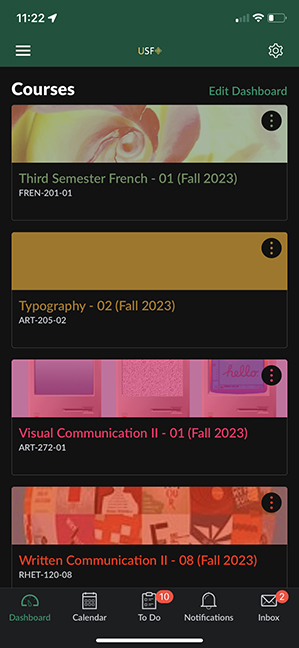 11:22
USF
Courses
Edit Dashboard
Third Semester French - 01 (Fall 2023)
FREN-201-01
Typography - 02 (Fall 2023)
ART-205-02
hello.
Visual Communication II - 01 (Fall 2023)
ART-272-01
Written Communication II - 08 (Fall 2023)
RHET-120-08
10
2
Dashboard
Calendar
To Do
Notifications
Inbox